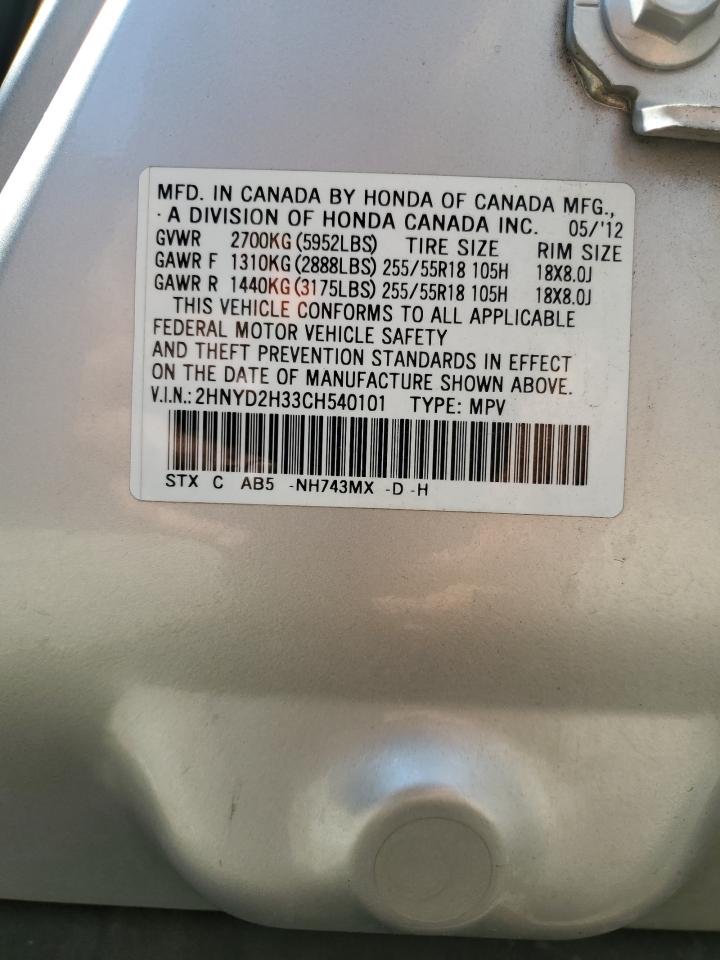 MFD. IN CANADA BY HONDA OF CANADA MFG.,
· A DIVISION OF HONDA CANADA INC. 05/'12
GVWR 2700KG (5952LBS) TIRE SIZE RIM SIZE
GAWR F 1310KG (2888LBS) 255/55R18 105H 18X8.0J
GAWR R 1440KG (3175LBS) 255/55R18 105H 18X8.0J
THIS VEHICLE CONFORMS TO ALL APPLICABLE
FEDERAL MOTOR VEHICLE SAFETY
AND THEFT PREVENTION STANDARDS IN EFFECT
ON THE DATE OF MANUFACTURE SHOWN ABOVE.
V.I.N.: 2HNYD2H33CH540101 TYPE: MPV
STX C AB5 -NH743MX -D -H